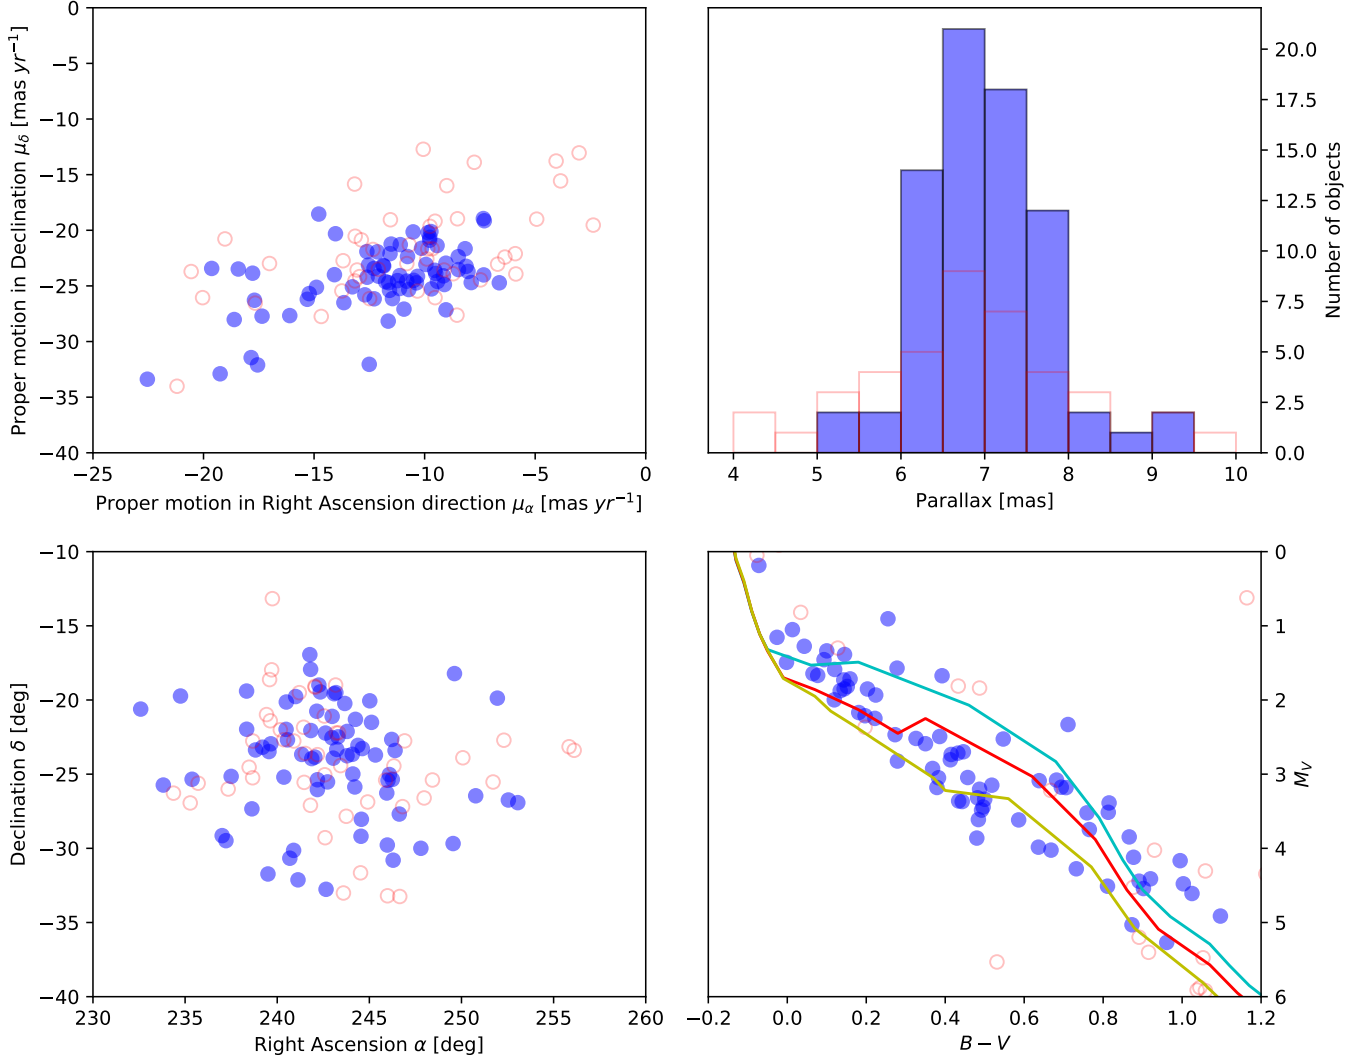 0
−5
−10
−15
−20
−25
−30
−35
−40
Proper motion in Declination μδ [mas yr⁻¹]
−25 −20 −15 −10 −5 0
Proper motion in Right Ascension direction μα [mas yr⁻¹]
20.0
17.5
15.0
12.5
10.0
7.5
5.0
2.5
0.0
Number of objects
4 5 6 7 8 9 10
Parallax [mas]
−10
−15
−20
−25
−30
−35
−40
Declination δ [deg]
230 235 240 245 250 255 260
Right Ascension α [deg]
0
1
2
3
4
5
6
M_V
−0.2 0.0 0.2 0.4 0.6 0.8 1.0 1.2
B − V